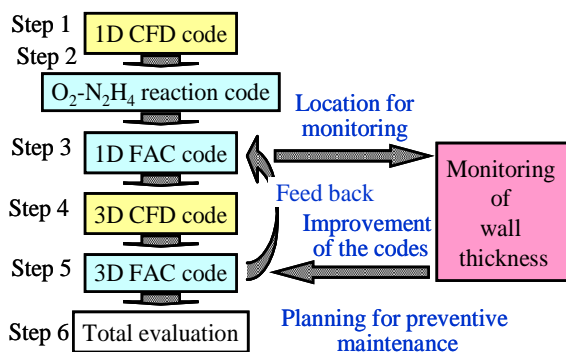 Step 1
1D CFD code
Step 2
O₂-N₂H₄ reaction code
Location for
monitoring
Step 3
1D FAC code
Monitoring
of
wall
thickness
Feed back
Step 4
3D CFD code
Improvement
of the codes
Step 5
3D FAC code
Step 6
Total evaluation
Planning for preventive
maintenance